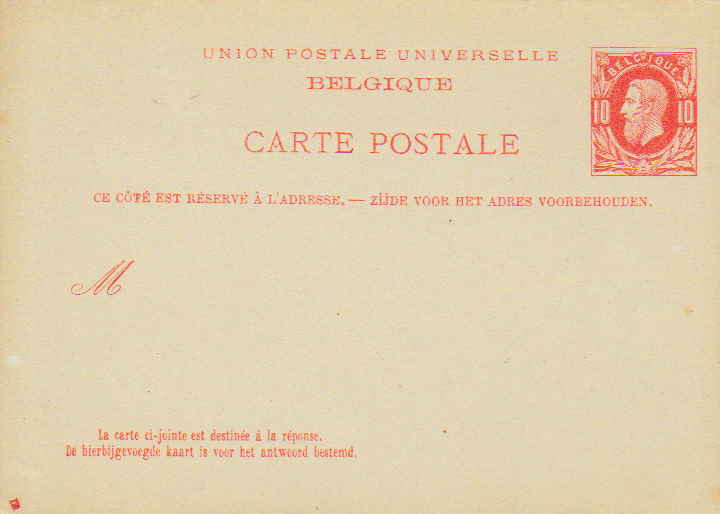 UNION POSTALE UNIVERSELLE
BELGIQUE
BELGIQUE
10 10
CARTE POSTALE
CE CÔTÉ EST RÉSERVÉ À L'ADRESSE. — ZIJDE VOOR HET ADRES VOORBEHOUDEN.
M
La carte ci-jointe est destinée à la réponse.
De hierbijgevoegde kaart is voor het antwoord bestemd.